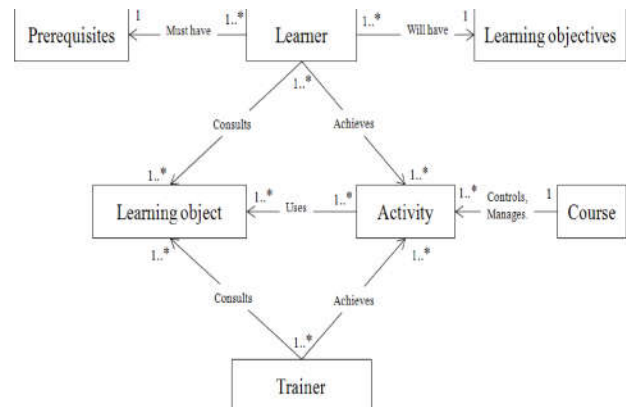 1 Must have 1..* 1..* Will have 1
Prerequisites Learner Learning objectives
1..*
Consults Achieves
1..* 1..*
1..* Uses 1..* 1..* Controls, 1
Manages
Learning object Activity Course
1..* 1..*
Consults Achieves
1..*
Trainer